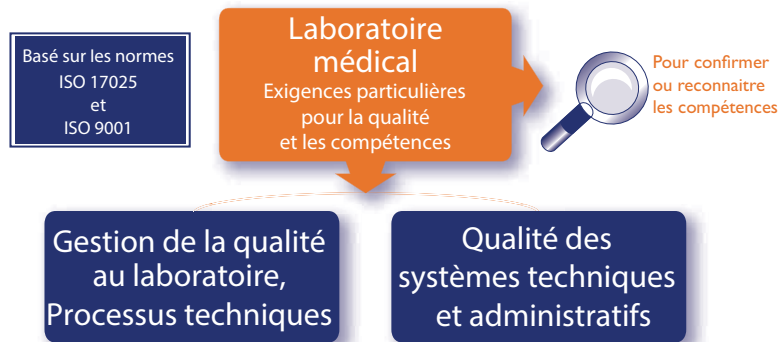 Basé sur les normes
ISO 17025
et
ISO 9001
Laboratoire
médical
Exigences particulières
pour la qualité
et les compétences
Pour confirmer
ou reconnaitre
les compétences
Gestion de la qualité
au laboratoire,
Processus techniques
Qualité des
systèmes techniques
et administratifs